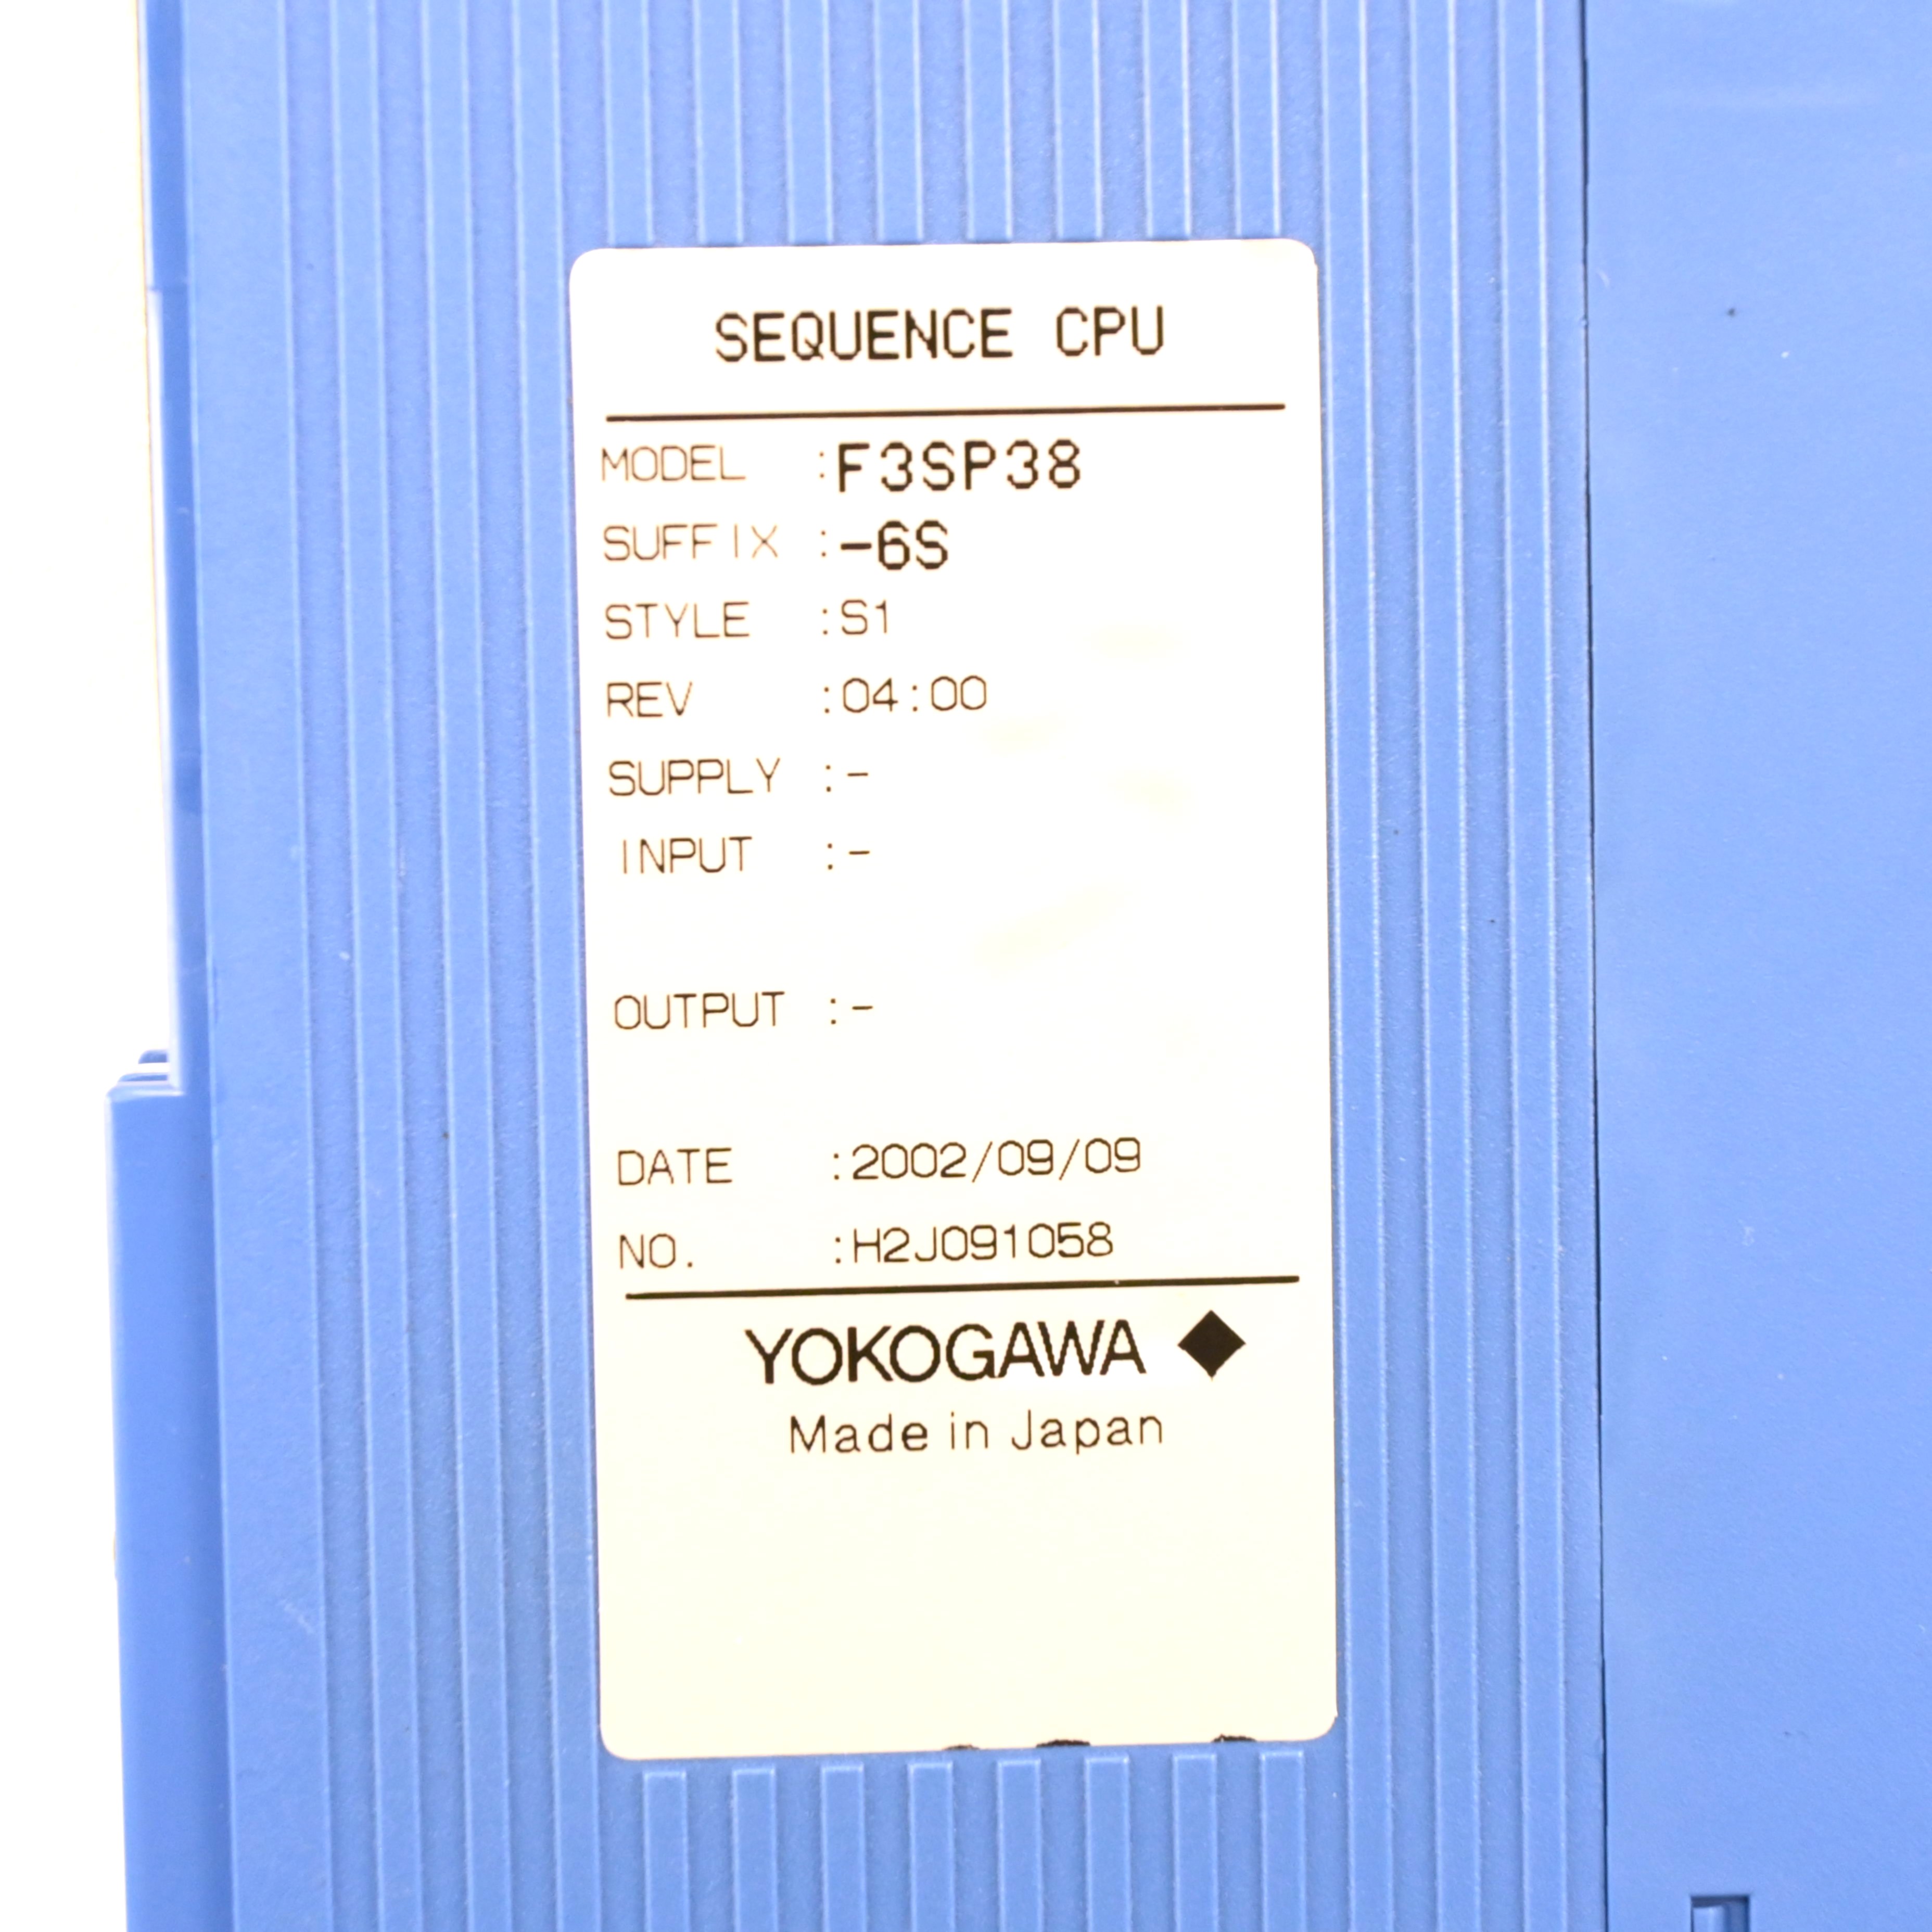 SEQUENCE CPU
MODEL :F3SP38
SUFFIX :-6S
STYLE :S1
REV :04:00
SUPPLY :-
INPUT :-
OUTPUT :-
DATE :2002/09/09
NO. :H2J091058
YOKOGAWA ◆
Made in Japan